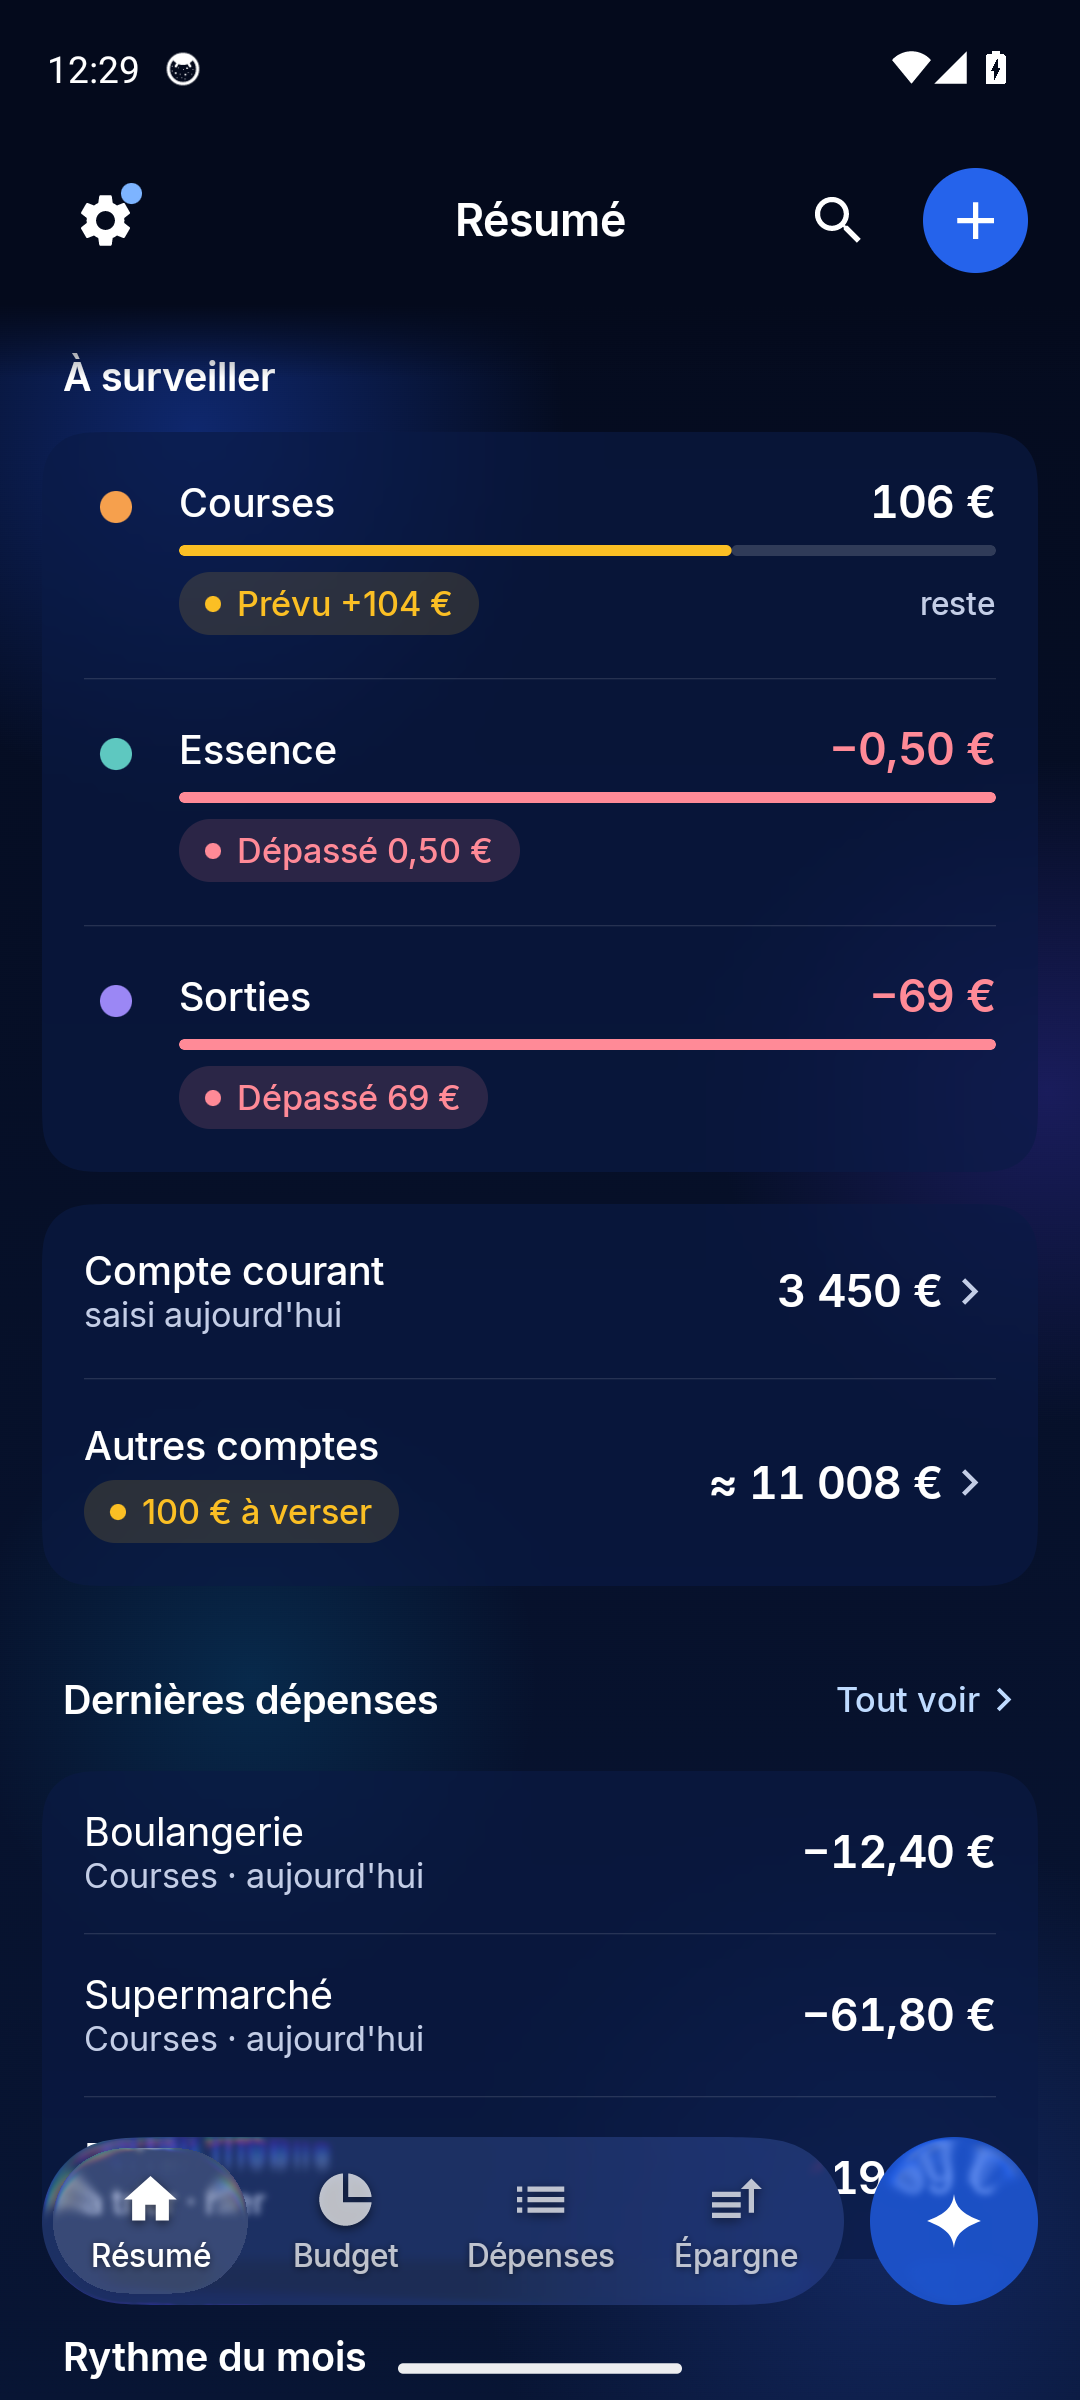 12:29
Résumé
À surveiller
Courses
106 €
Prévu +104 €
reste
Essence
−0,50 €
Dépassé 0,50 €
Sorties
−69 €
Dépassé 69 €
Compte courant
3 450 €
saisi aujourd'hui
Autres comptes
≈ 11 008 €
100 € à verser
Dernières dépenses
Tout voir
Boulangerie
−12,40 €
Courses · aujourd'hui
Supermarché
−61,80 €
Courses · aujourd'hui
Résumé
Budget
Dépenses
Épargne
Rythme du mois